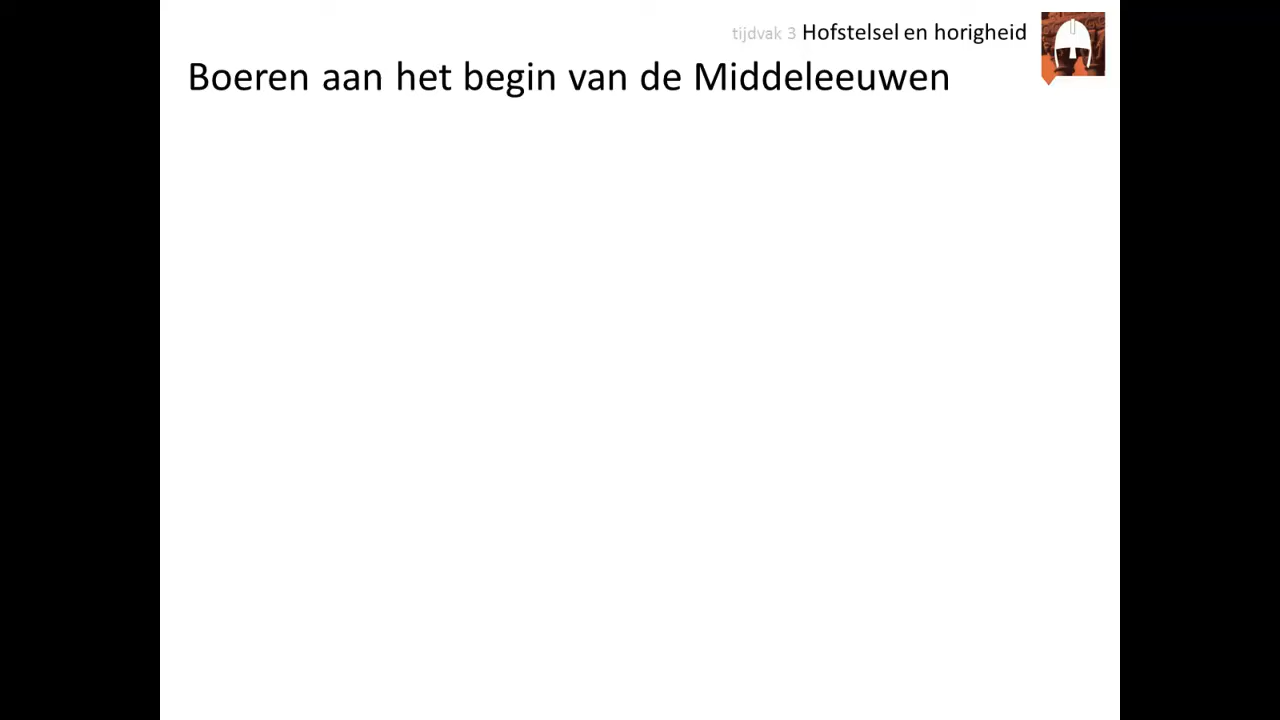 tijdvak 3 Hofstelsel en horigheid
Boeren aan het begin van de Middeleeuwen